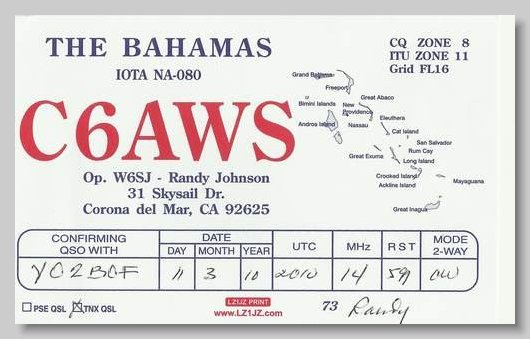 THE BAHAMAS
IOTA NA-080
CQ ZONE 8
ITU ZONE 11
Grid FL16
C6AWS
Grand Bahama
Freeport
Great Abaco
Bimini Islands
New Providence
Eleuthera
Andros Island
Nassau
Cat Island
San Salvador
Rum Cay
Great Exuma
Long Island
Crooked Island
Mayaguana
Acklins Island
Great Inagua
Op. W6SJ - Randy Johnson
31 Skysail Dr.
Corona del Mar, CA 92625
CONFIRMING QSO WITH DATE DAY MONTH YEAR UTC MHz RST MODE 2-WAY
YO2BCF 11 3 10 2010 14 59 CW
PSE QSL TNX QSL
LZ1JZ PRINT
www.LZ1JZ.com
73 Randy